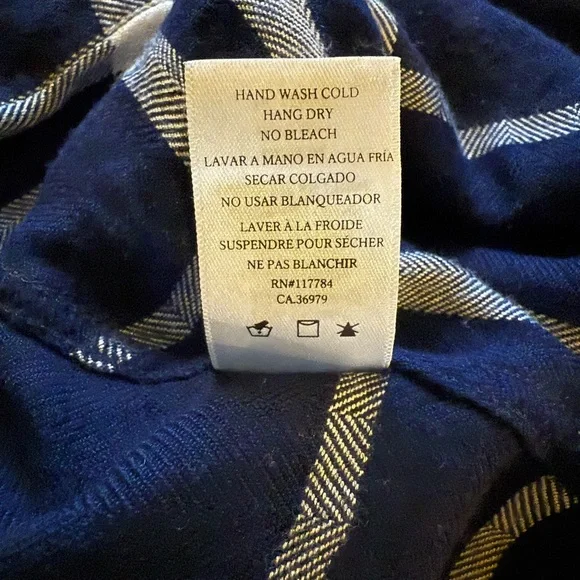 HAND WASH COLD
HANG DRY
NO BLEACH
LAVAR A MANO EN AGUA FRÍA
SECAR COLGADO
NO USAR BLANQUEADOR
LAVER À LA FROIDE
SUSPENDRE POUR SÉCHER
NE PAS BLANCHIR
RN#117784
CA.36979